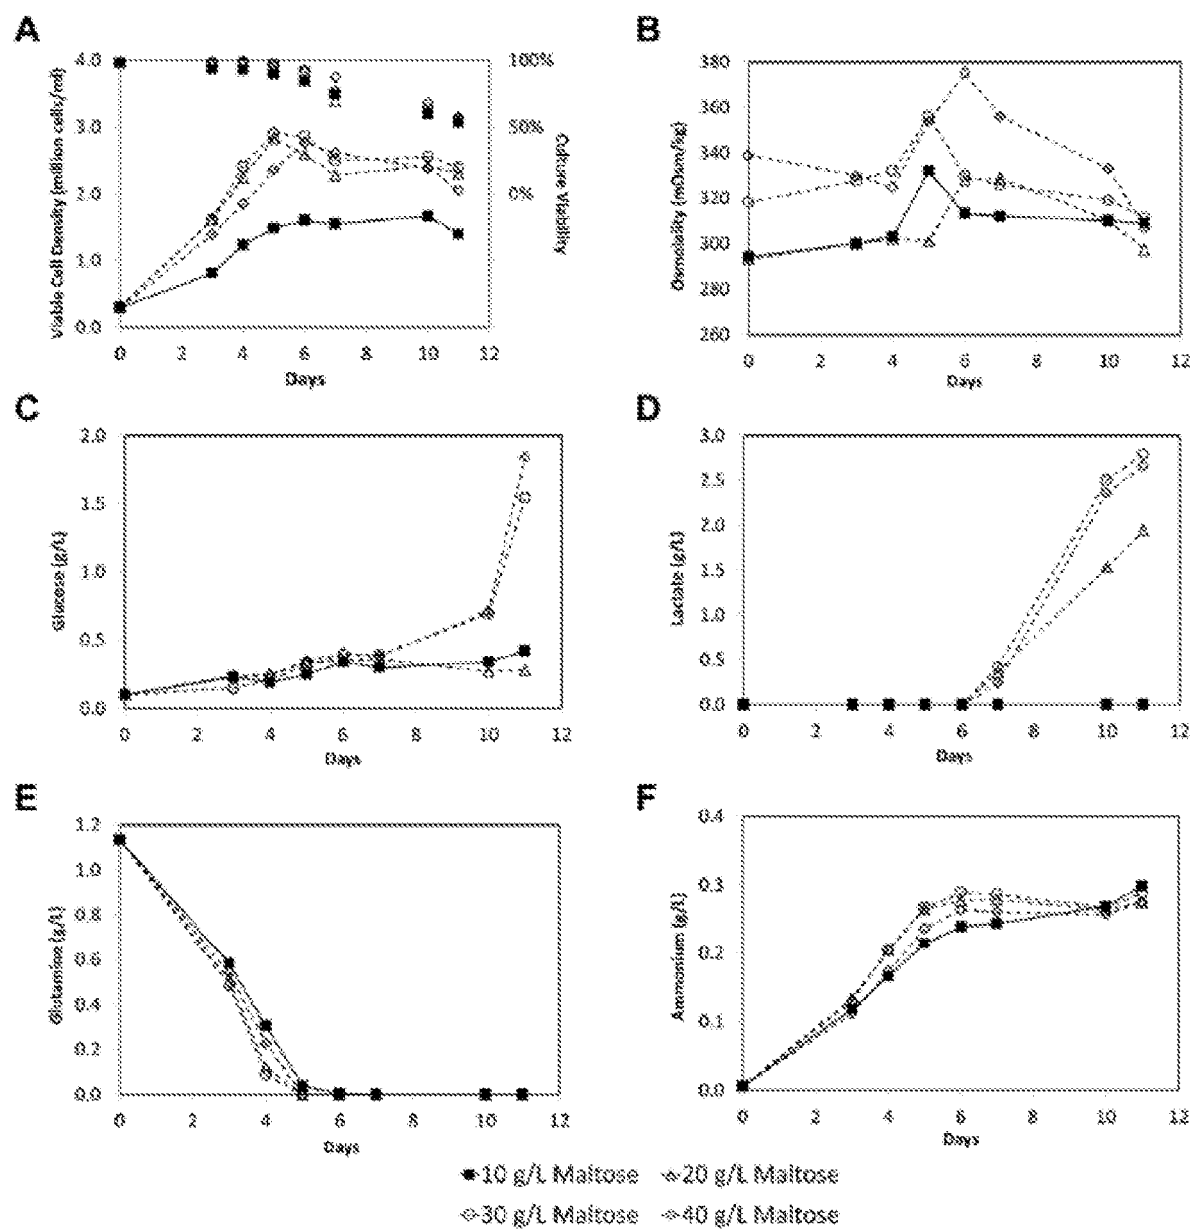 A
B
4.0
3.0
2.0
1.0
0.0
Viable Cell Density (million cells/ml)
100%
50%
0%
Culture Viability
0 2 4 6 8 10 12
Days
380
360
340
320
300
280
260
Osmolality (mOsm/kg)
0 2 4 6 8 10 12
Days
C
D
2.0
1.5
1.0
0.5
0.0
Glucose (g/L)
0 2 4 6 8 10 12
Days
3.0
2.5
2.0
1.5
1.0
0.5
0.0
Lactate (g/L)
0 2 4 6 8 10 12
Days
E
F
1.2
1.0
0.8
0.6
0.4
0.2
0.0
Glutamine (g/L)
0 2 4 6 8 10 12
Days
0.4
0.3
0.2
0.1
0.0
Ammonium (g/L)
0 2 4 6 8 10 12
Days
10 g/L Maltose 20 g/L Maltose
30 g/L Maltose 40 g/L Maltose